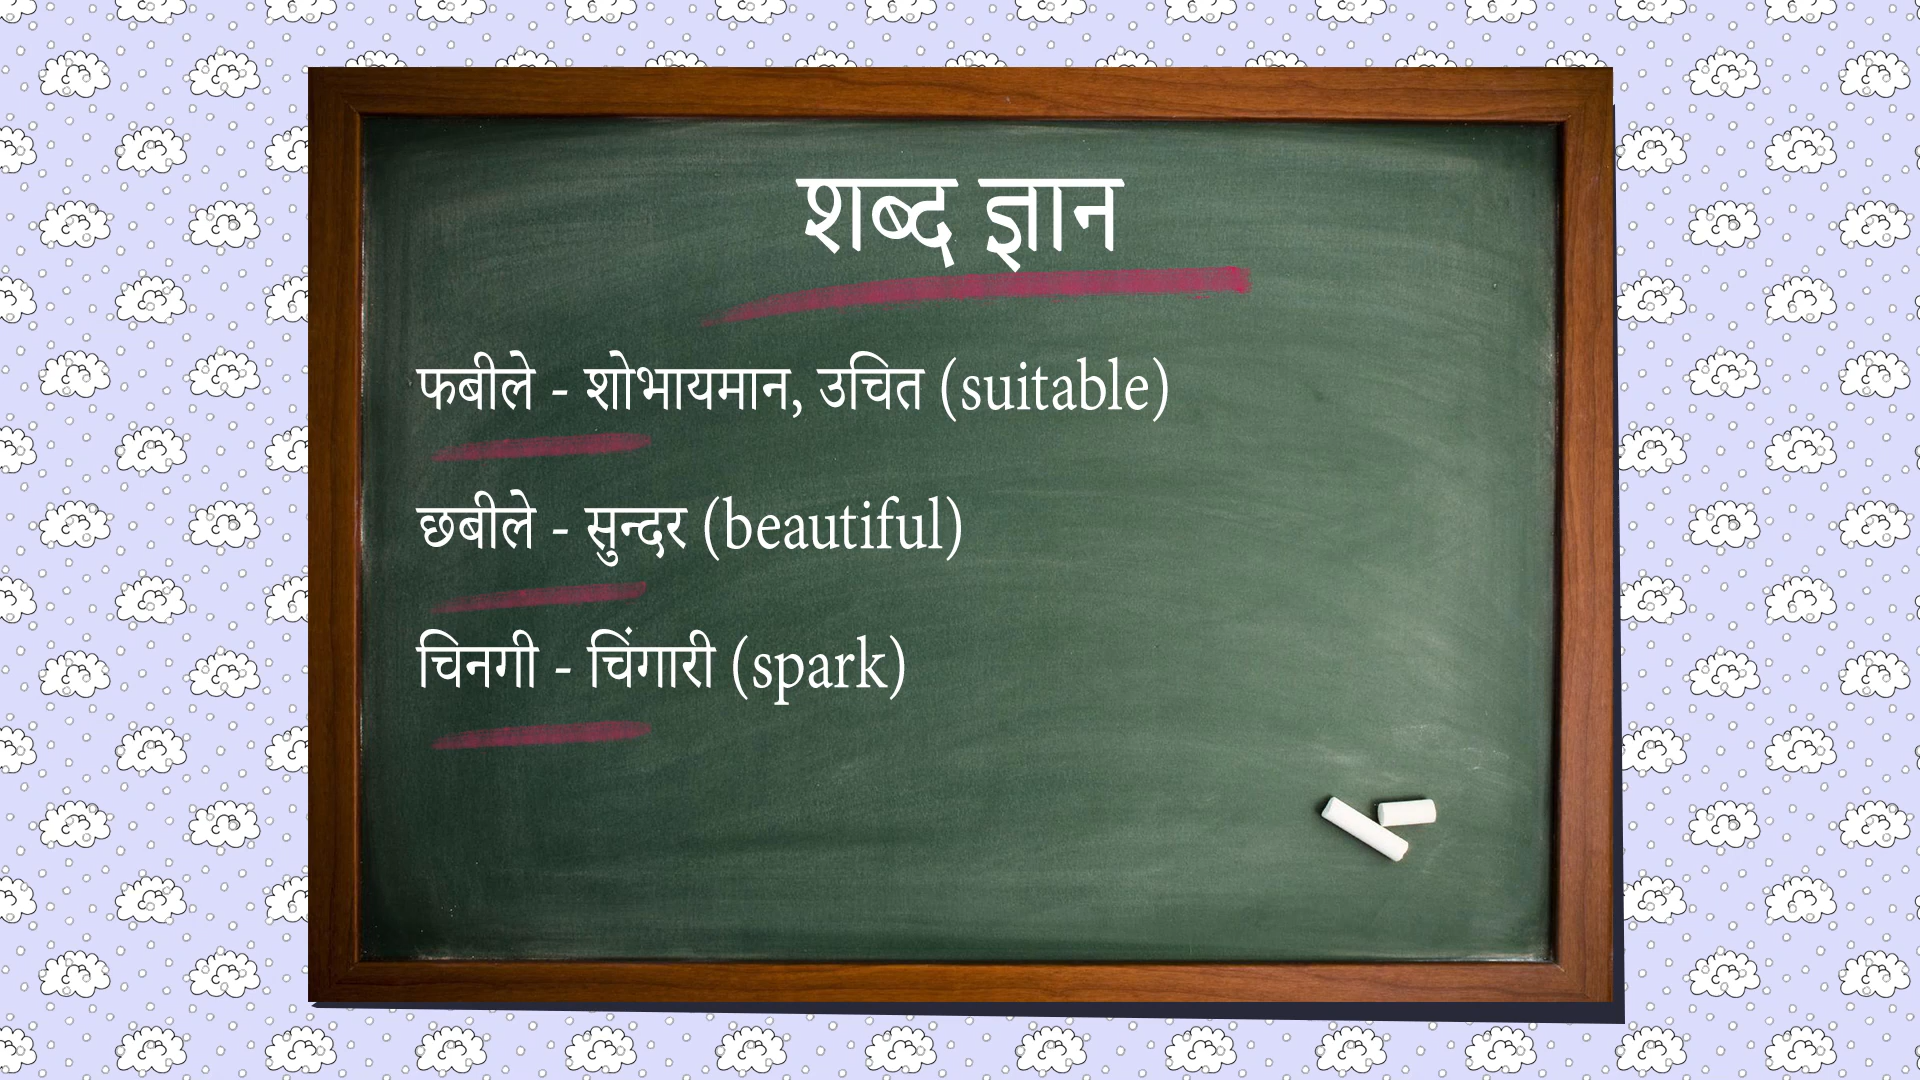 शब्द ज्ञान
फबीले - शोभायमान, उचित (suitable)
छबीले - सुन्दर (beautiful)
चिनगी - चिंगारी (spark)